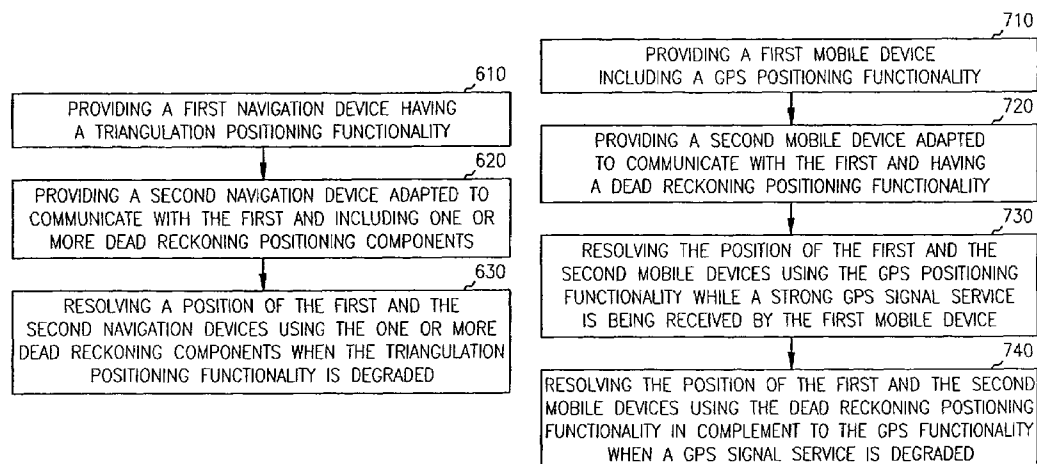 610
PROVIDING A FIRST NAVIGATION DEVICE HAVING
A TRIANGULATION POSITIONING FUNCTIONALITY
620
PROVIDING A SECOND NAVIGATION DEVICE ADAPTED TO
COMMUNICATE WITH THE FIRST AND INCLUDING ONE OR
MORE DEAD RECKONING POSITIONING COMPONENTS
630
RESOLVING A POSITION OF THE FIRST AND THE
SECOND NAVIGATION DEVICES USING THE ONE OR MORE
DEAD RECKONING COMPONENTS WHEN THE TRIANGULATION
POSITIONING FUNCTIONALITY IS DEGRADED
710
PROVIDING A FIRST MOBILE DEVICE
INCLUDING A GPS POSITIONING FUNCTIONALITY
720
PROVIDING A SECOND MOBILE DEVICE ADAPTED
TO COMMUNICATE WITH THE FIRST AND HAVING
A DEAD RECKONING POSITIONING FUNCTIONALITY
730
RESOLVING THE POSITION OF THE FIRST AND THE
SECOND MOBILE DEVICES USING THE GPS POSITIONING
FUNCTIONALITY WHILE A STRONG GPS SIGNAL SERVICE
IS BEING RECEIVED BY THE FIRST MOBILE DEVICE
740
RESOLVING THE POSITION OF THE FIRST AND THE SECOND
MOBILE DEVICES USING THE DEAD RECKONING POSTIONING
FUNCTIONALITY IN COMPLEMENT TO THE GPS FUNCTIONALITY
WHEN A GPS SIGNAL SERVICE IS DEGRADED